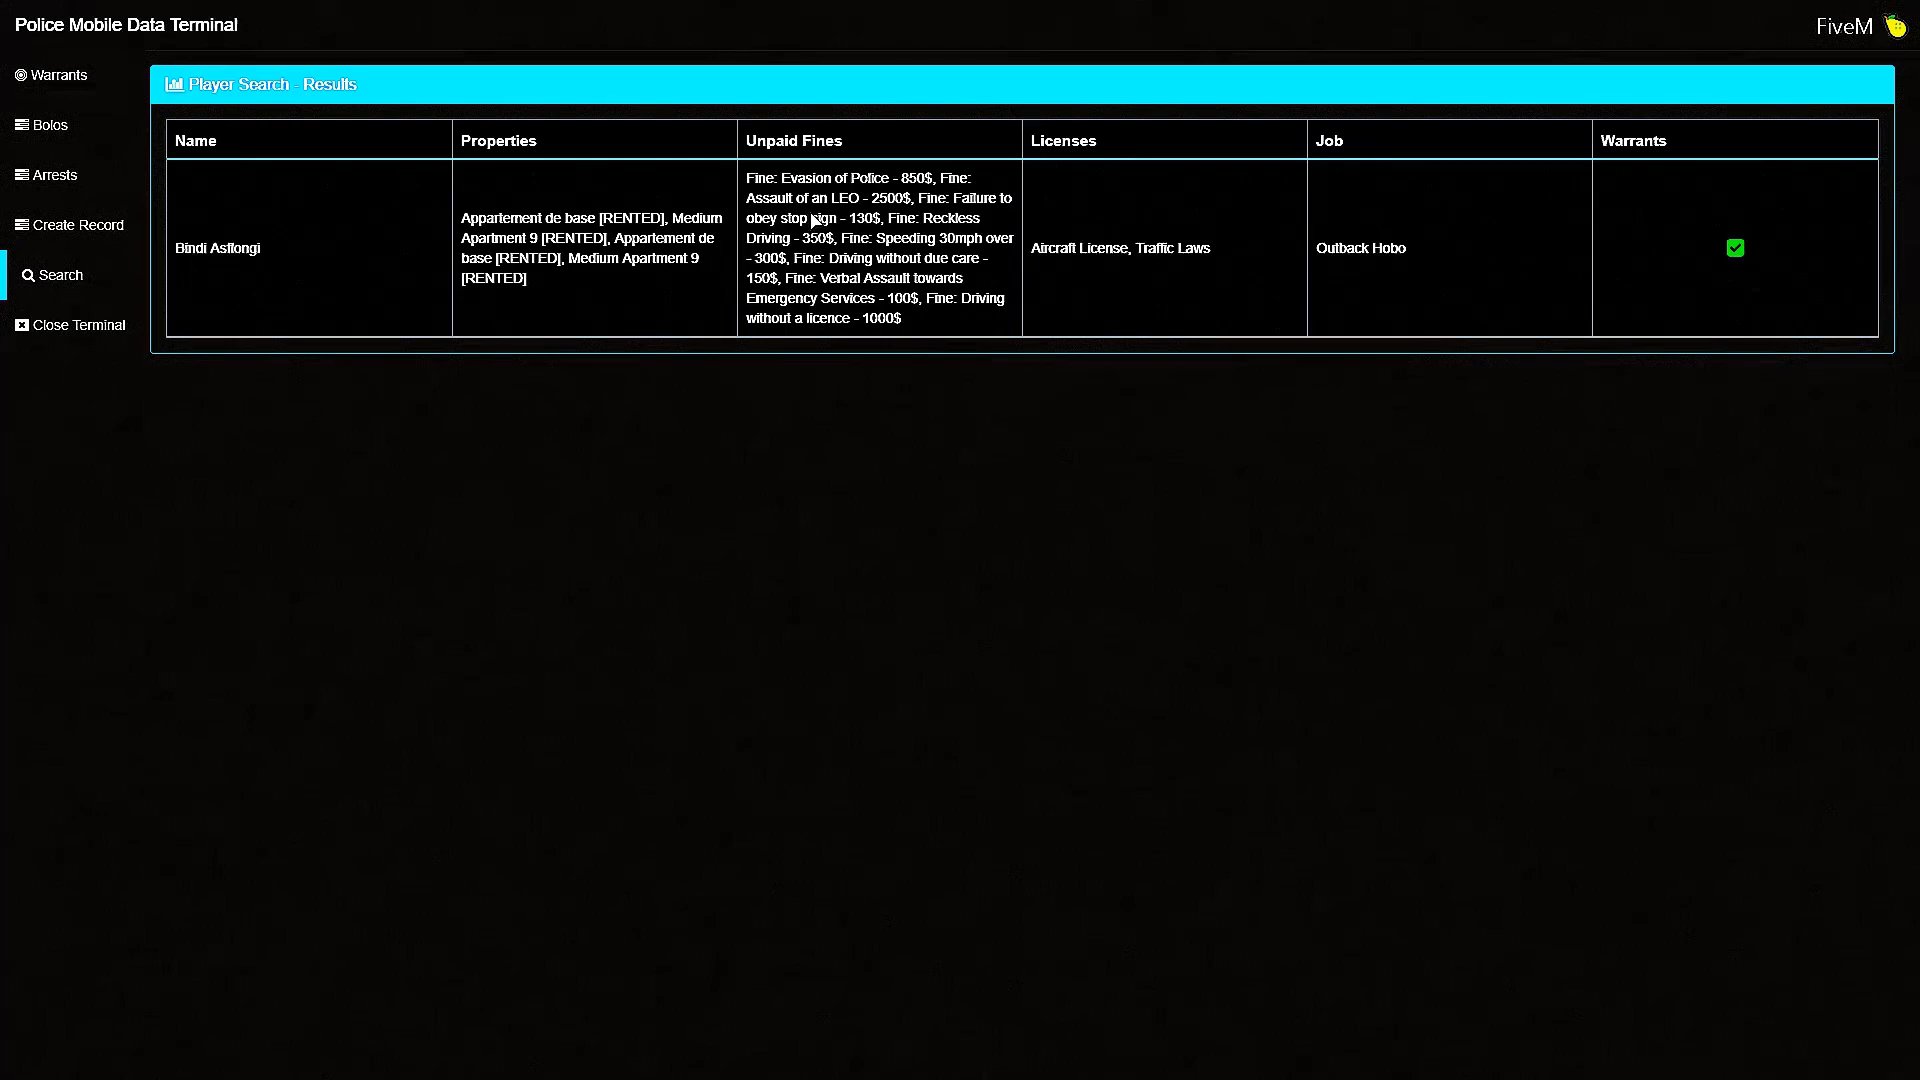 Police Mobile Data Terminal
FiveM
Warrants
Bolos
Arrests
Create Record
Search
Close Terminal
Player Search - Results
Name
Properties
Unpaid Fines
Licenses
Job
Warrants
Bindi Asflongi
Appartement de base [RENTED], Medium
Apartment 9 [RENTED], Appartement de
base [RENTED], Medium Apartment 9
[RENTED]
Fine: Evasion of Police - 850$, Fine:
Assault of an LEO - 2500$, Fine: Failure to
obey stop sign - 130$, Fine: Reckless
Driving - 350$, Fine: Speeding 30mph over
- 300$, Fine: Driving without due care -
150$, Fine: Verbal Assault towards
Emergency Services - 100$, Fine: Driving
without a licence - 1000$
Aircraft License, Traffic Laws
Outback Hobo